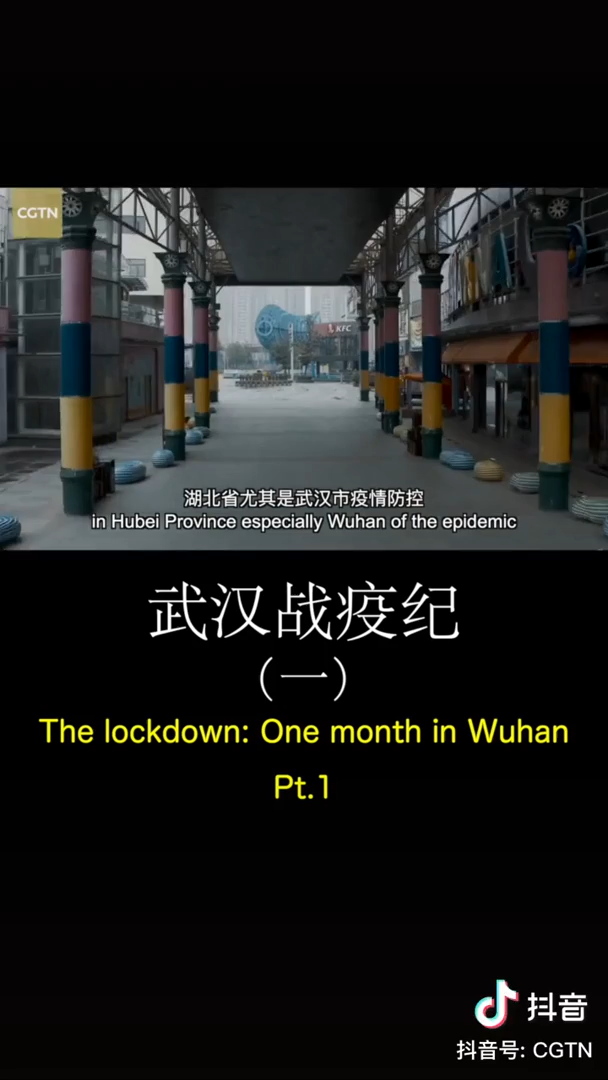 CGTN
KFC
湖北省尤其是武汉市疫情防控
in Hubei Province especially Wuhan of the epidemic
武汉战疫纪
（一）
The lockdown: One month in Wuhan
Pt.1
抖音
抖音号: CGTN